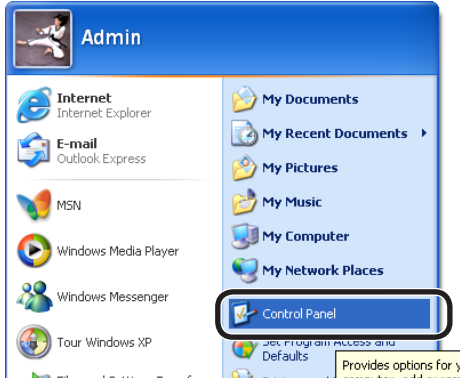 Admin
Internet
Internet Explorer
E-mail
Outlook Express
MSN
Windows Media Player
Windows Messenger
Tour Windows XP
My Documents
My Recent Documents
My Pictures
My Music
My Computer
My Network Places
Control Panel
Set Program Access and
Defaults
Provides options for y